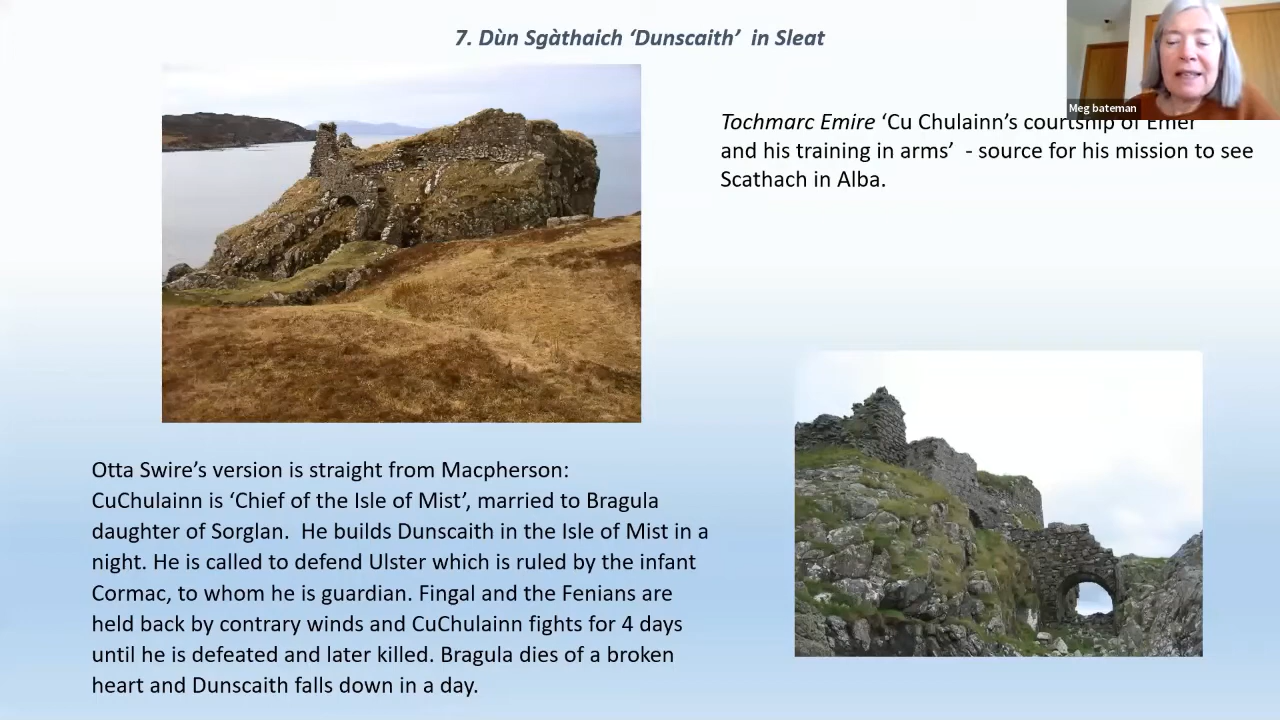 7. Dùn Sgàthaich ‘Dunscaith’ in Sleat
Meg bateman
Tochmarc Emire ‘Cu Chulainn’s courtship of Emer
and his training in arms’ - source for his mission to see
Scathach in Alba.
Otta Swire’s version is straight from Macpherson:
CuChulainn is ‘Chief of the Isle of Mist’, married to Bragula
daughter of Sorglan. He builds Dunscaith in the Isle of Mist in a
night. He is called to defend Ulster which is ruled by the infant
Cormac, to whom he is guardian. Fingal and the Fenians are
held back by contrary winds and CuChulainn fights for 4 days
until he is defeated and later killed. Bragula dies of a broken
heart and Dunscaith falls down in a day.